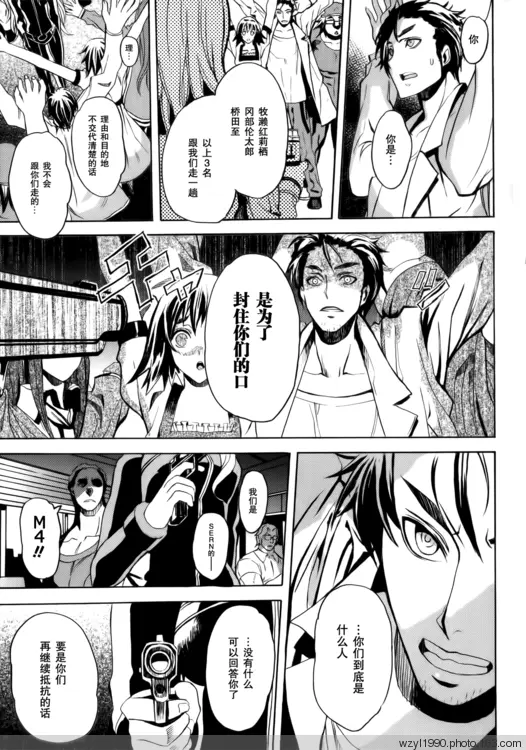 你
你是…
牧濑红莉栖
冈部伦太郎
桥田至
以上3名
跟我们走一趟
理…
理由和目的地
不交代清楚的话
我不会
跟你们走的…
是为了
封住你们的口
我们是
SERN的—
M4!!
…你们到底是
什么人
…没有什么
可以回答你了
要是你们
再继续抵抗的话
wzyl1990.photo.